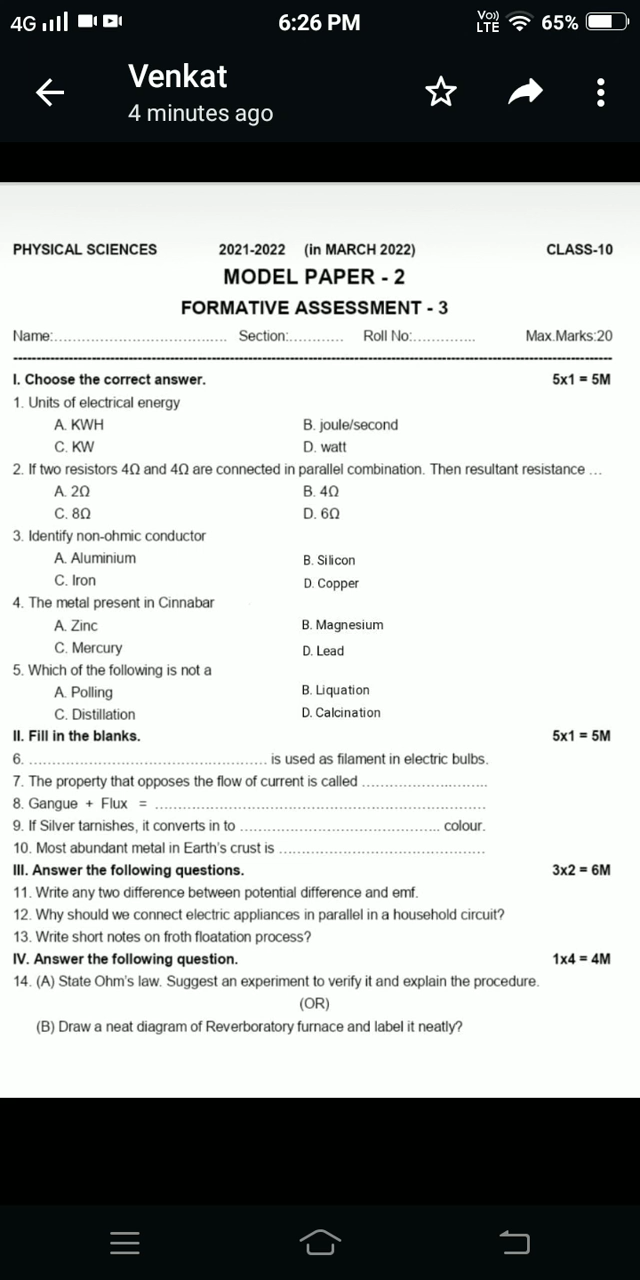 4G 6:26 PM Vo)) LTE 65%
Venkat
4 minutes ago
PHYSICAL SCIENCES 2021-2022 (in MARCH 2022) CLASS-10
MODEL PAPER - 2
FORMATIVE ASSESSMENT - 3
Name:.................................... Section:............ Roll No:............. Max.Marks:20
I. Choose the correct answer. 5x1 = 5M
1. Units of electrical energy
A. KWH B. joule/second
C. KW D. watt
2. If two resistors 4Ω and 4Ω are connected in parallel combination. Then resultant resistance ...
A. 2Ω B. 4Ω
C. 8Ω D. 6Ω
3. Identify non-ohmic conductor
A. Aluminium B. Silicon
C. Iron D. Copper
4. The metal present in Cinnabar
A. Zinc B. Magnesium
C. Mercury D. Lead
5. Which of the following is not a
A. Polling B. Liquation
C. Distillation D. Calcination
II. Fill in the blanks. 5x1 = 5M
6. .................................................. is used as filament in electric bulbs.
7. The property that opposes the flow of current is called ..........................
8. Gangue + Flux = ......................................................................
9. If Silver tarnishes, it converts in to .......................................... colour.
10. Most abundant metal in Earth's crust is ...........................................
III. Answer the following questions. 3x2 = 6M
11. Write any two difference between potential difference and emf.
12. Why should we connect electric appliances in parallel in a household circuit?
13. Write short notes on froth floatation process?
IV. Answer the following question. 1x4 = 4M
14. (A) State Ohm's law. Suggest an experiment to verify it and explain the procedure.
(OR)
(B) Draw a neat diagram of Reverboratory furnace and label it neatly?